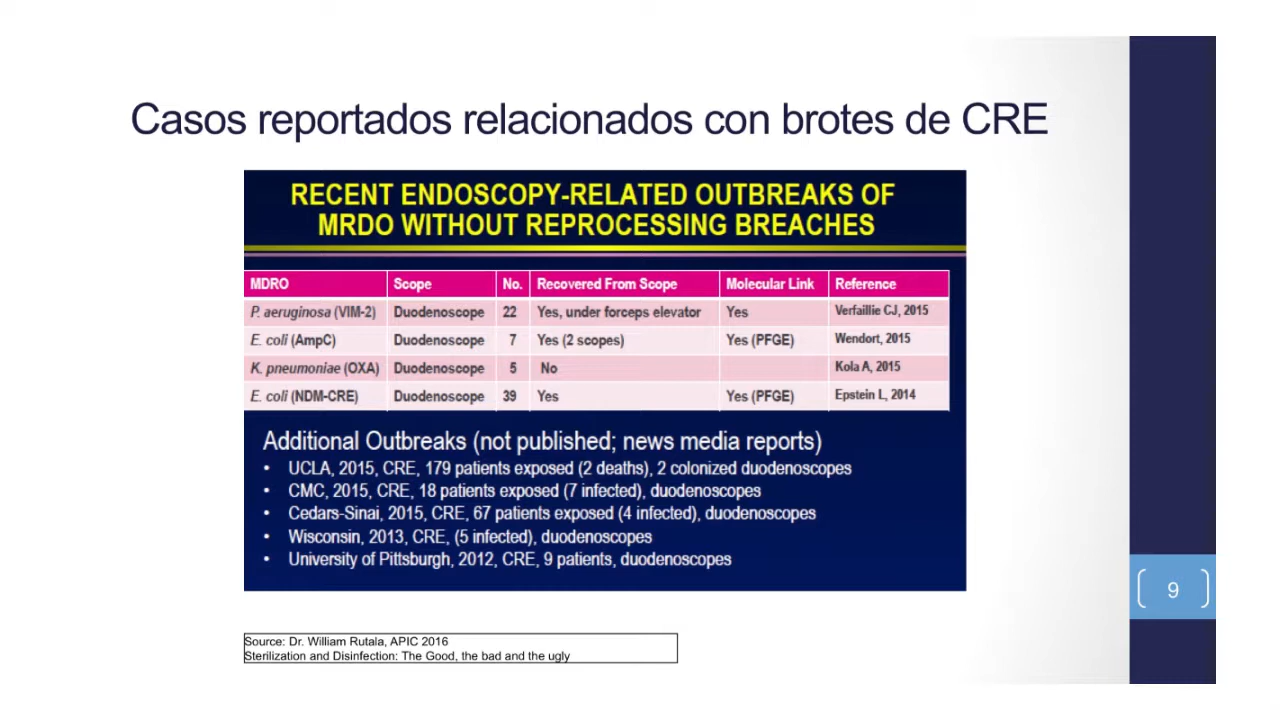 Casos reportados relacionados con brotes de CRE
RECENT ENDOSCOPY-RELATED OUTBREAKS OF
MRDO WITHOUT REPROCESSING BREACHES
MDRO Scope No. Recovered From Scope Molecular Link Reference
P. aeruginosa (VIM-2) Duodenoscope 22 Yes, under forceps elevator Yes Verfaillie CJ, 2015
E. coli (AmpC) Duodenoscope 7 Yes (2 scopes) Yes (PFGE) Wendort, 2015
K. pneumoniae (OXA) Duodenoscope 5 No Kola A, 2015
E. coli (NDM-CRE) Duodenoscope 39 Yes Yes (PFGE) Epstein L, 2014
Additional Outbreaks (not published; news media reports)
• UCLA, 2015, CRE, 179 patients exposed (2 deaths), 2 colonized duodenoscopes
• CMC, 2015, CRE, 18 patients exposed (7 infected), duodenoscopes
• Cedars-Sinai, 2015, CRE, 67 patients exposed (4 infected), duodenoscopes
• Wisconsin, 2013, CRE, (5 infected), duodenoscopes
• University of Pittsburgh, 2012, CRE, 9 patients, duodenoscopes
9
Source: Dr. William Rutala, APIC 2016
Sterilization and Disinfection: The Good, the bad and the ugly